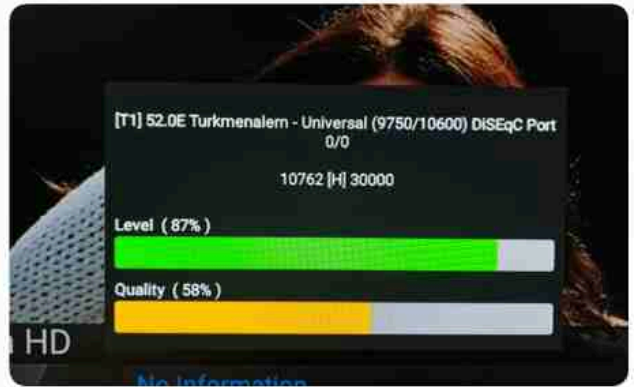 [T1] 52.0E Turkmenalem - Universal (9750/10600) DiSEqC Port
0/0
10762 [H] 30000
Level ( 87% )
Quality ( 58% )
HD
No Information